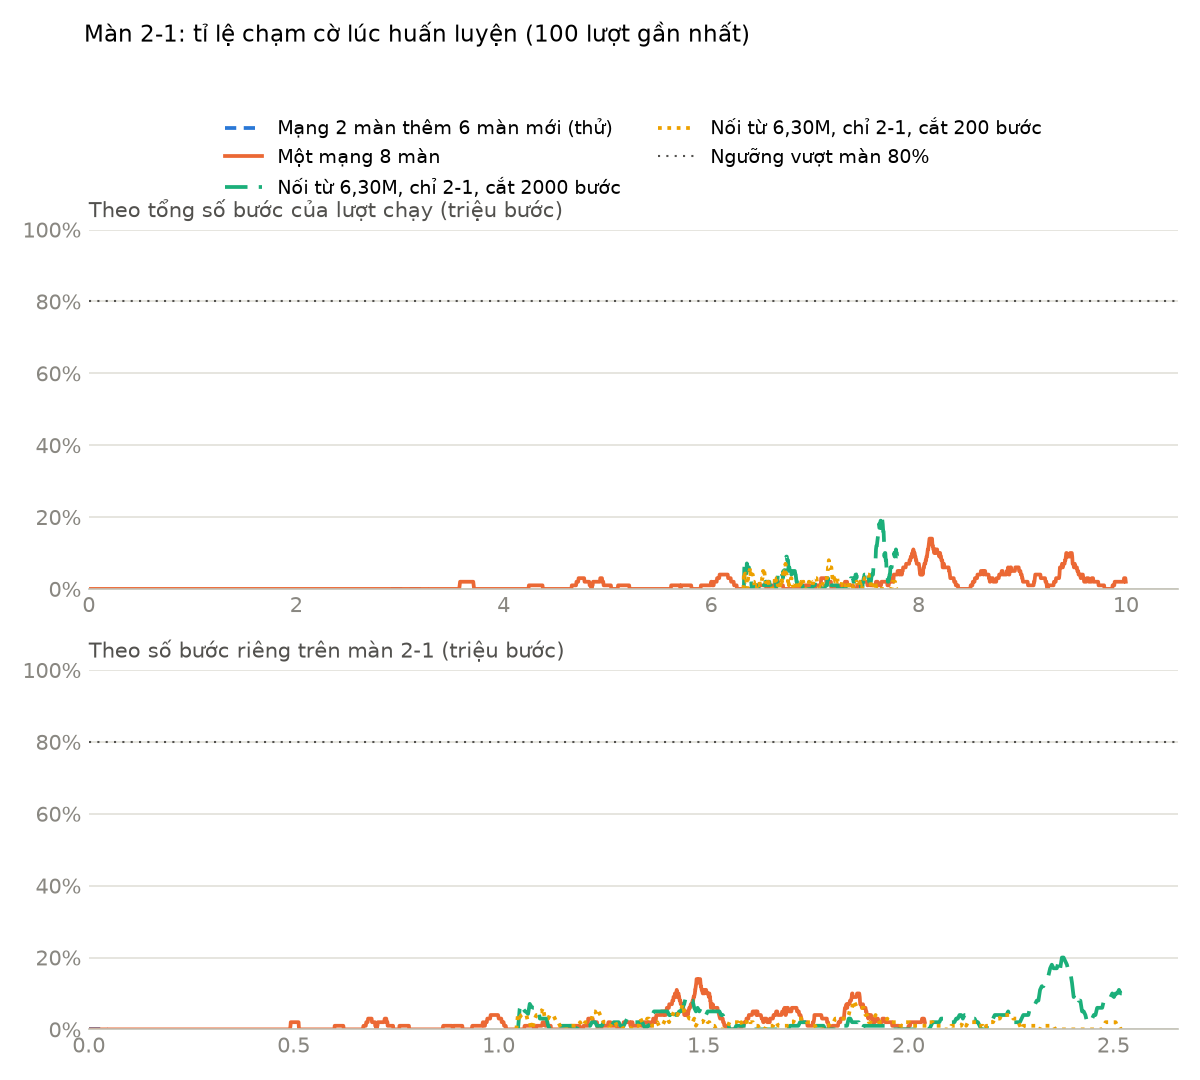 Màn 2-1: tỉ lệ chạm cờ lúc huấn luyện (100 lượt gần nhất)
Mạng 2 màn thêm 6 màn mới (thử)
Một mạng 8 màn
Nối từ 6,30M, chỉ 2-1, cắt 2000 bước
Nối từ 6,30M, chỉ 2-1, cắt 200 bước
Ngưỡng vượt màn 80%
Theo tổng số bước của lượt chạy (triệu bước)
100%
80%
60%
40%
20%
0%
0 2 4 6 8 10
Theo số bước riêng trên màn 2-1 (triệu bước)
100%
80%
60%
40%
20%
0%
0.0 0.5 1.0 1.5 2.0 2.5